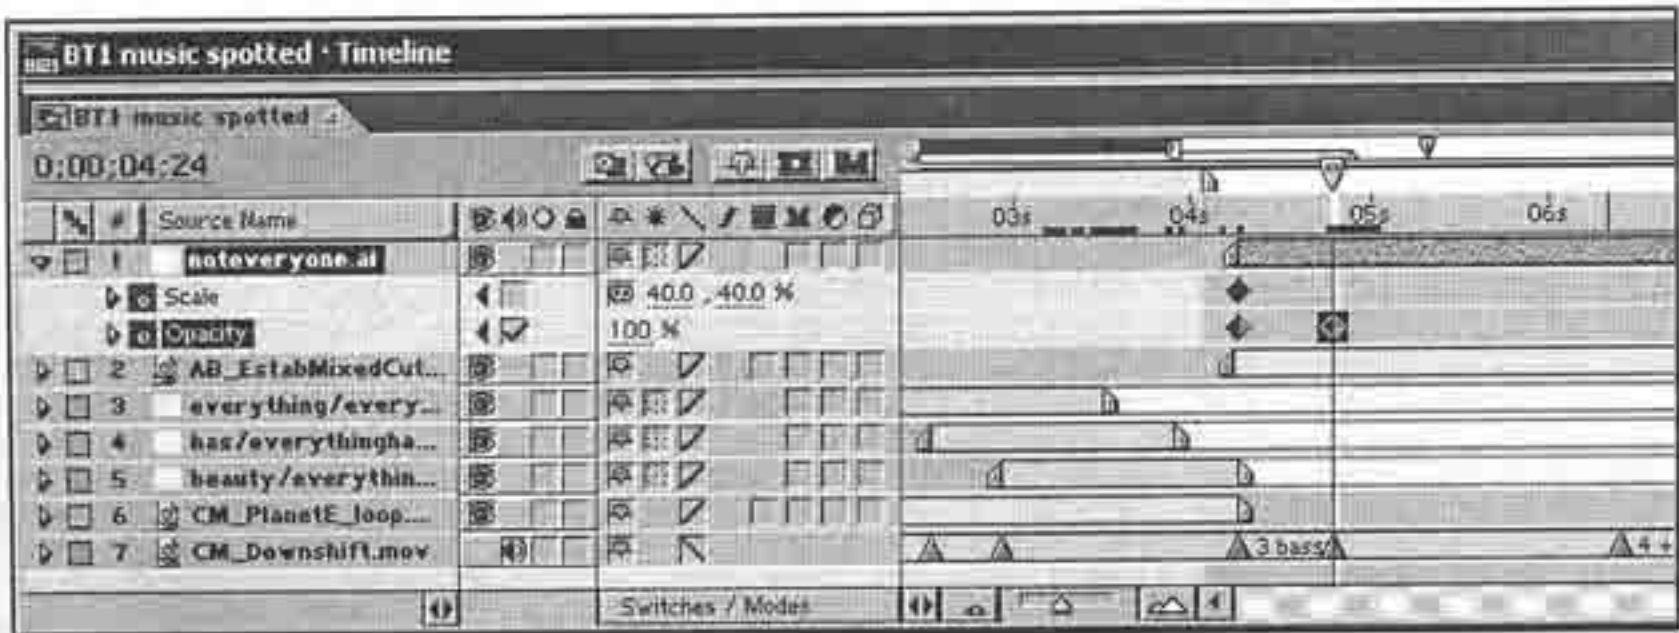 BT1 music spotted • Timeline
BT1 music spotted
0;00;04;24
# Source Name 03s 04s 05s 06s
1 noteveryone.ai
Scale 40.0 , 40.0 %
Opacity 100 %
2 AB_EstabMixedCut...
3 everything/every...
4 has/everythingha...
5 beauty/everythin...
6 CM_PlanetE_loop....
7 CM_Downshift.mov 3 bass 4 +
Switches / Modes